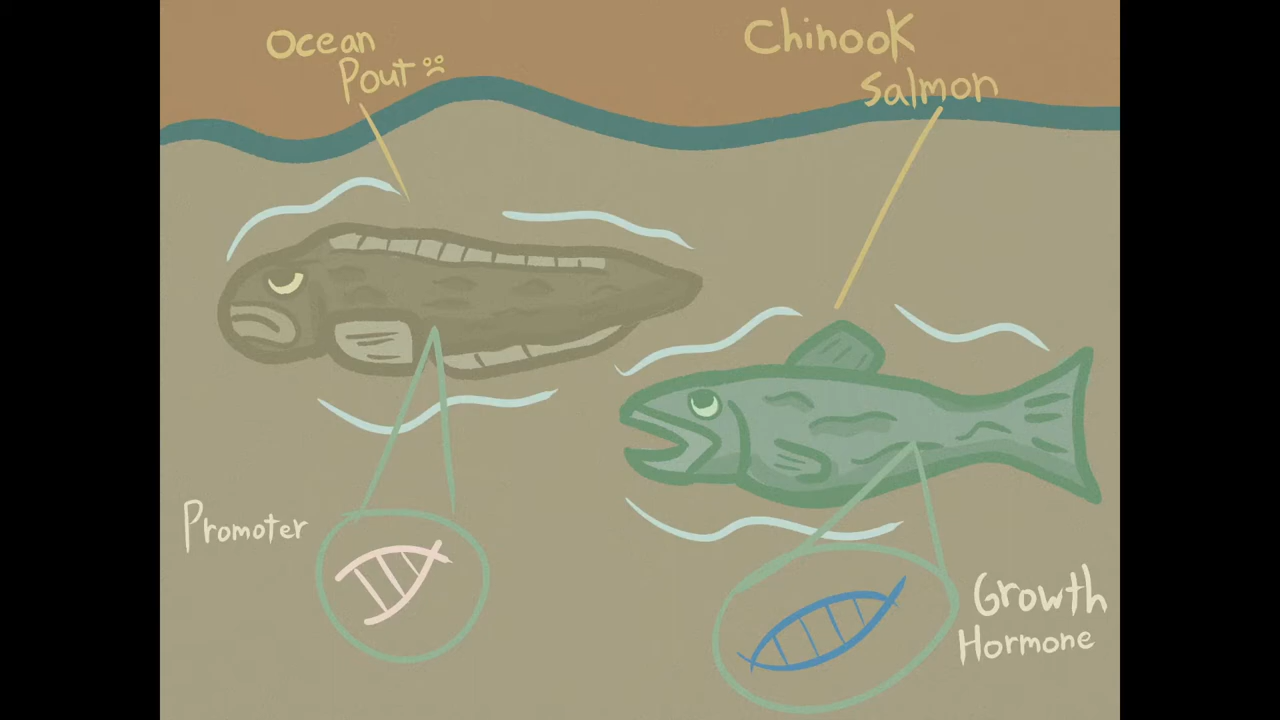 Ocean
Pout
Chinook
Salmon
Promoter
Growth
Hormone